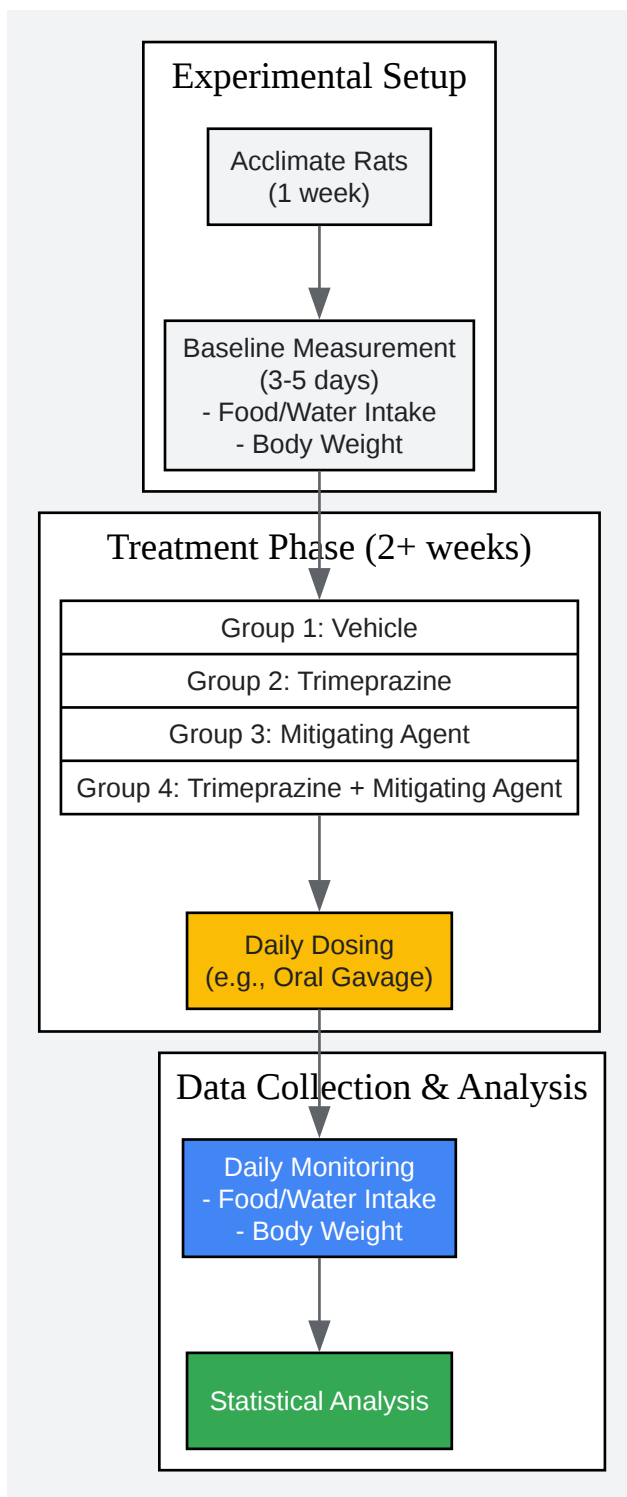 Experimental Setup
Acclimate Rats
(1 week)
Baseline Measurement
(3-5 days)
- Food/Water Intake
- Body Weight
Treatment Phase (2+ weeks)
Group 1: Vehicle
Group 2: Trimeprazine
Group 3: Mitigating Agent
Group 4: Trimeprazine + Mitigating Agent
Daily Dosing
(e.g., Oral Gavage)
Data Collection & Analysis
Daily Monitoring
- Food/Water Intake
- Body Weight
Statistical Analysis